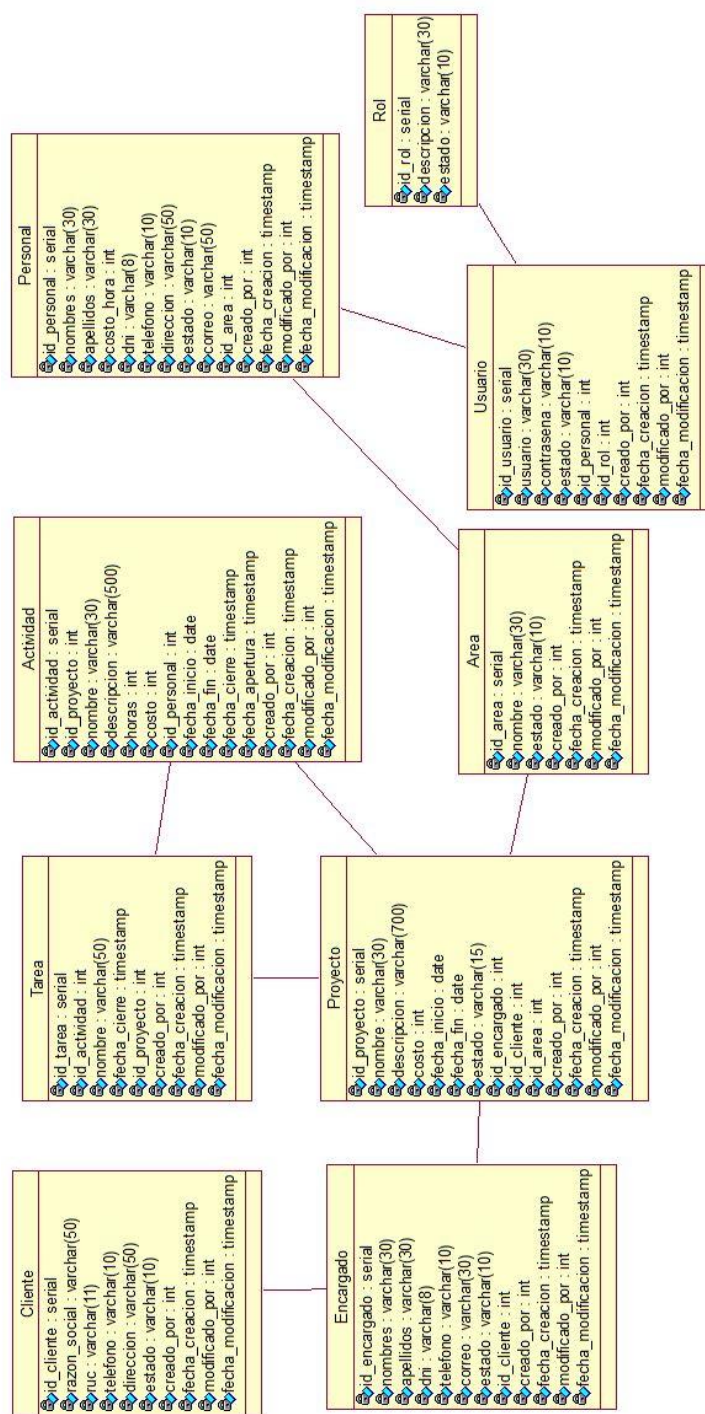 Cliente
id_cliente : serial
razon_social : varchar(50)
ruc : varchar(11)
telefono : varchar(10)
direccion : varchar(50)
estado : varchar(10)
creado_por : int
fecha_creacion : timestamp
modificado_por : int
fecha_modificacion : timestamp
Tarea
id_tarea : serial
id_actividad : int
nombre : varchar(50)
fecha_cierre : timestamp
id_proyecto : int
creado_por : int
fecha_creacion : timestamp
modificado_por : int
fecha_modificacion : timestamp
Actividad
id_actividad : serial
id_proyecto : int
nombre : varchar(30)
descripcion : varchar(500)
horas : int
costo : int
id_personal : int
fecha_inicio : date
fecha_fin : date
fecha_cierre : timestamp
fecha_apertura : timestamp
creado_por : int
fecha_creacion : timestamp
modificado_por : int
fecha_modificacion : timestamp
Personal
id_personal : serial
nombres : varchar(30)
apellidos : varchar(30)
costo_hora : int
dni : varchar(8)
telefono : varchar(10)
direccion : varchar(50)
estado : varchar(10)
correo : varchar(50)
id_area : int
creado_por : int
fecha_creacion : timestamp
modificado_por : int
fecha_modificacion : timestamp
Encargado
id_encargado : serial
nombres : varchar(30)
apellidos : varchar(30)
dni : varchar(8)
telefono : varchar(10)
correo : varchar(30)
estado : varchar(10)
id_cliente : int
creado_por : int
fecha_creacion : timestamp
modificado_por : int
fecha_modificacion : timestamp
Proyecto
id_proyecto : serial
nombre : varchar(30)
descripcion : varchar(700)
costo : int
fecha_inicio : date
fecha_fin : date
estado : varchar(15)
id_encargado : int
id_cliente : int
id_area : int
creado_por : int
fecha_creacion : timestamp
modificado_por : int
fecha_modificacion : timestamp
Area
id_area : serial
nombre : varchar(30)
estado : varchar(10)
creado_por : int
fecha_creacion : timestamp
modificado_por : int
fecha_modificacion : timestamp
Usuario
id_usuario : serial
usuario : varchar(30)
contrasena : varchar(10)
estado : varchar(10)
id_personal : int
id_rol : int
creado_por : int
fecha_creacion : timestamp
modificado_por : int
fecha_modificacion : timestamp
Rol
id_rol : serial
descripcion : varchar(30)
estado : varchar(10)